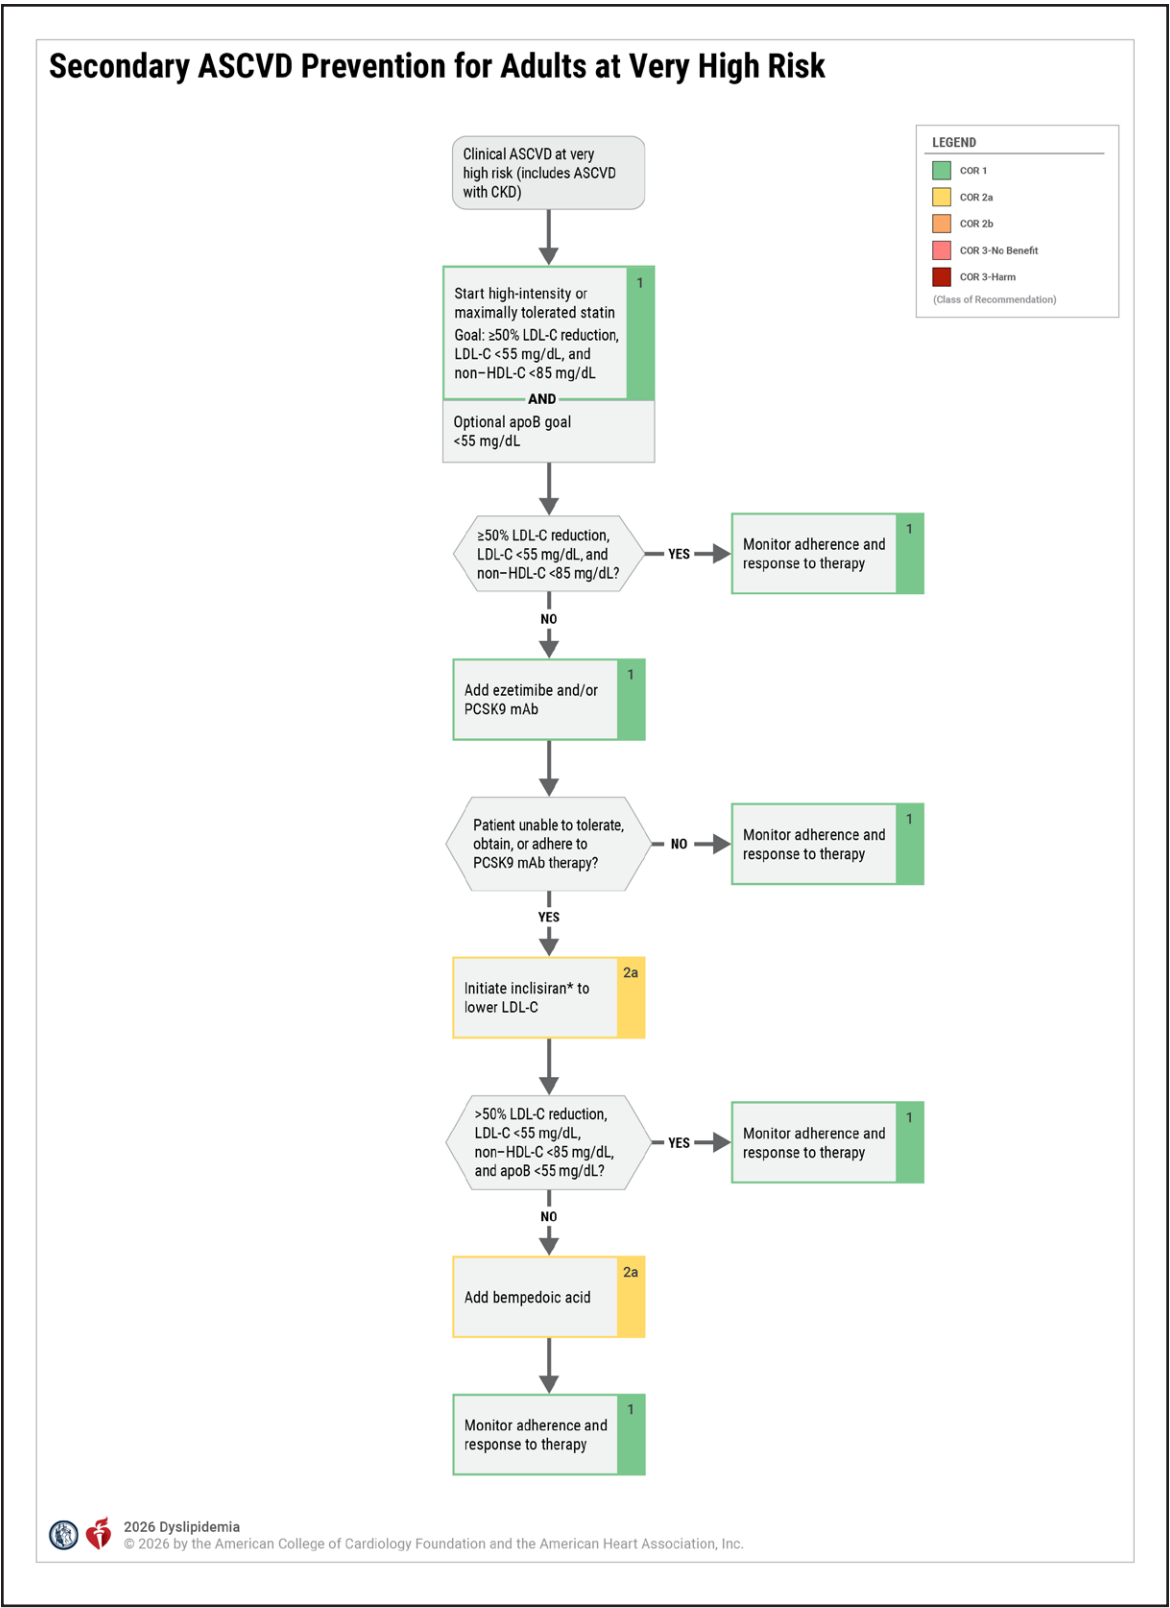 Secondary ASCVD Prevention for Adults at Very High Risk
LEGEND
COR 1
COR 2a
COR 2b
COR 3-No Benefit
COR 3-Harm
(Class of Recommendation)
Clinical ASCVD at very
high risk (includes ASCVD
with CKD)
1
Start high-intensity or
maximally tolerated statin
Goal: ≥50% LDL-C reduction,
LDL-C <55 mg/dL, and
non–HDL-C <85 mg/dL
AND
Optional apoB goal
<55 mg/dL
≥50% LDL-C reduction,
LDL-C <55 mg/dL, and
non–HDL-C <85 mg/dL?
YES
1
Monitor adherence and
response to therapy
NO
1
Add ezetimibe and/or
PCSK9 mAb
Patient unable to tolerate,
obtain, or adhere to
PCSK9 mAb therapy?
NO
1
Monitor adherence and
response to therapy
YES
2a
Initiate inclisiran* to
lower LDL-C
>50% LDL-C reduction,
LDL-C <55 mg/dL,
non–HDL-C <85 mg/dL,
and apoB <55 mg/dL?
YES
1
Monitor adherence and
response to therapy
NO
2a
Add bempedoic acid
1
Monitor adherence and
response to therapy
2026 Dyslipidemia
© 2026 by the American College of Cardiology Foundation and the American Heart Association, Inc.